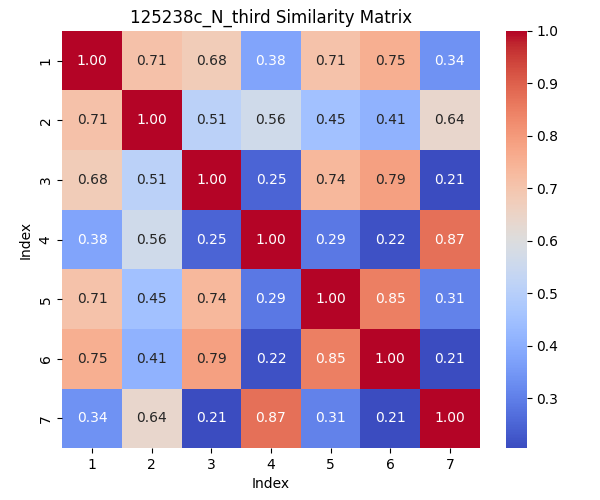 125238c_N_third Similarity Matrix
1 1.00 0.71 0.68 0.38 0.71 0.75 0.34
2 0.71 1.00 0.51 0.56 0.45 0.41 0.64
3 0.68 0.51 1.00 0.25 0.74 0.79 0.21
4 0.38 0.56 0.25 1.00 0.29 0.22 0.87
5 0.71 0.45 0.74 0.29 1.00 0.85 0.31
6 0.75 0.41 0.79 0.22 0.85 1.00 0.21
7 0.34 0.64 0.21 0.87 0.31 0.21 1.00
1 2 3 4 5 6 7
Index
Index
1.0
0.9
0.8
0.7
0.6
0.5
0.4
0.3